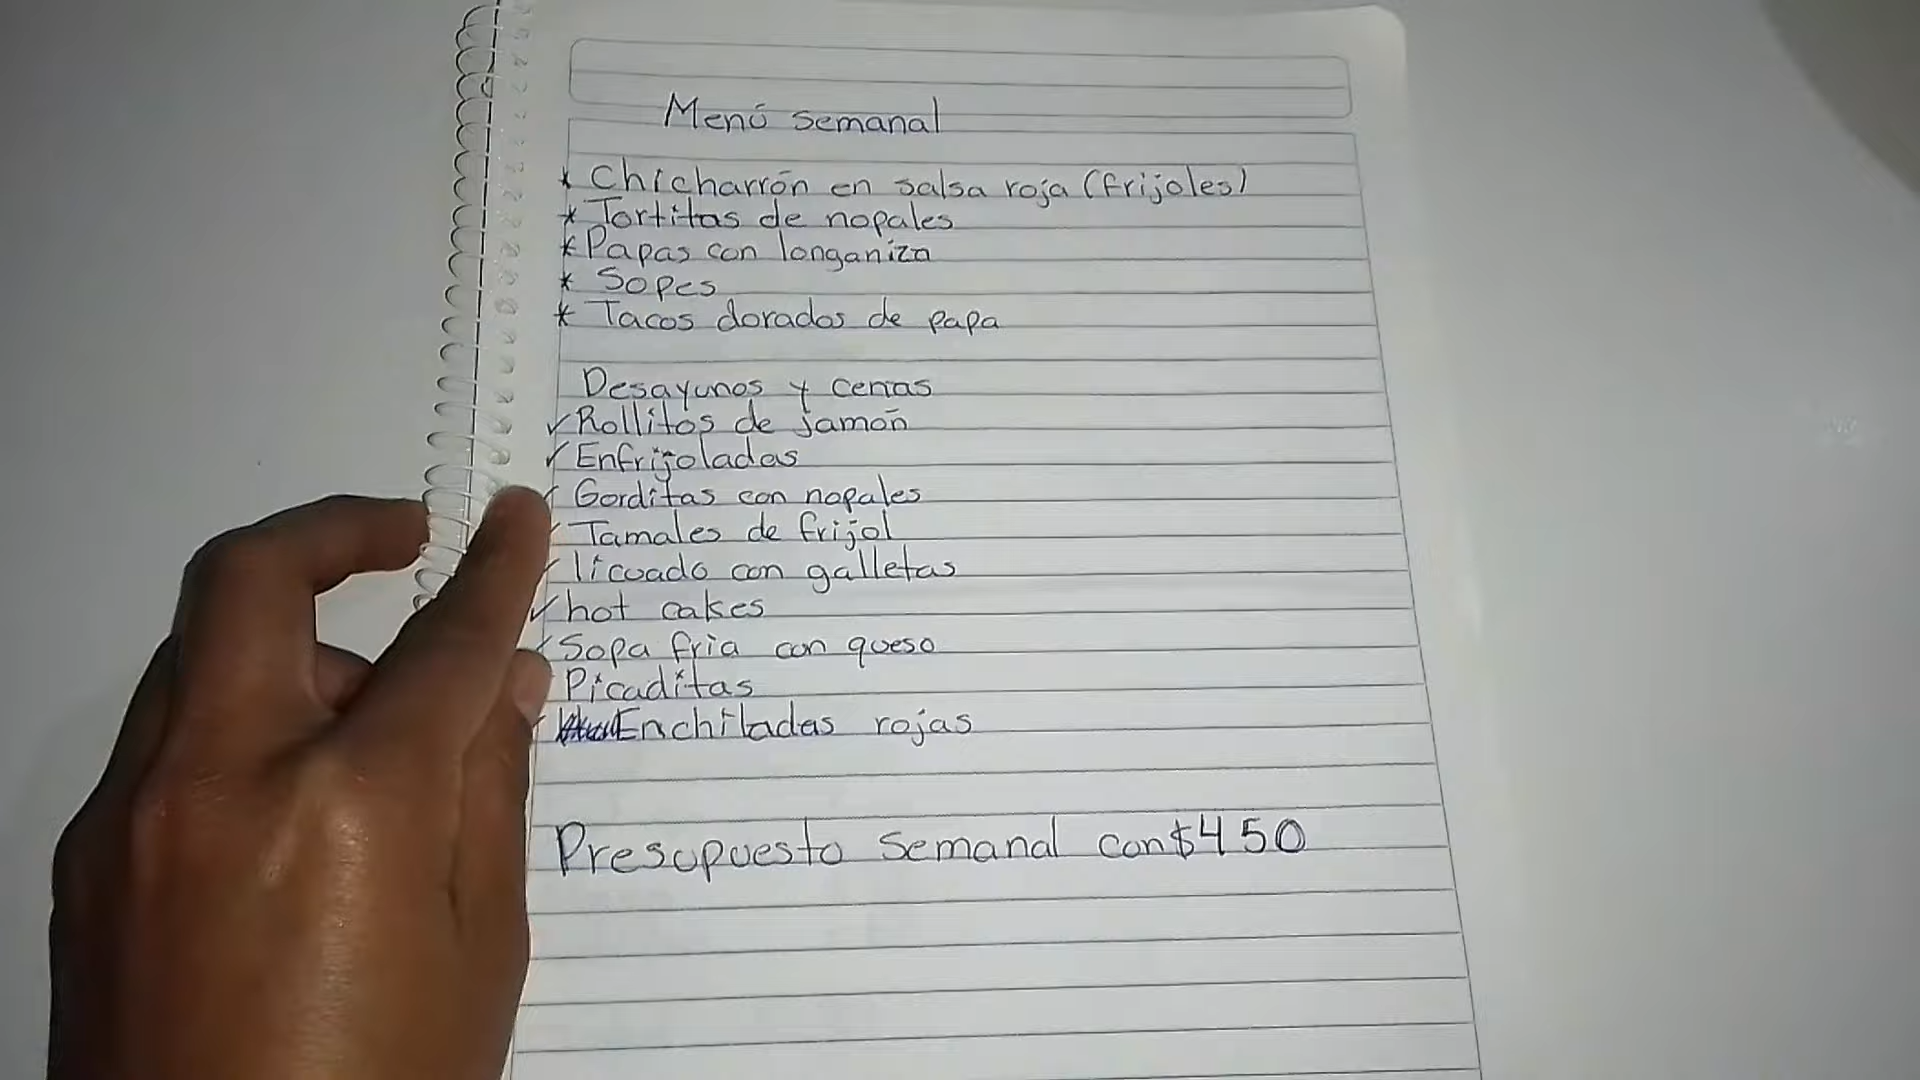 Menú semanal
* Chicharrón en salsa roja (frijoles)
* Tortitas de nopales
* Papas con longaniza
* Sopes
* Tacos dorados de papa
Desayunos y cenas
✓ Rollitos de jamón
✓ Enfrijoladas
✓ Gorditas con nopales
✓ Tamales de frijol
✓ licuado con galletas
✓ hot cakes
✓ Sopa fria con queso
Picaditas
✓ Enchiladas rojas
Presupuesto semanal con $450